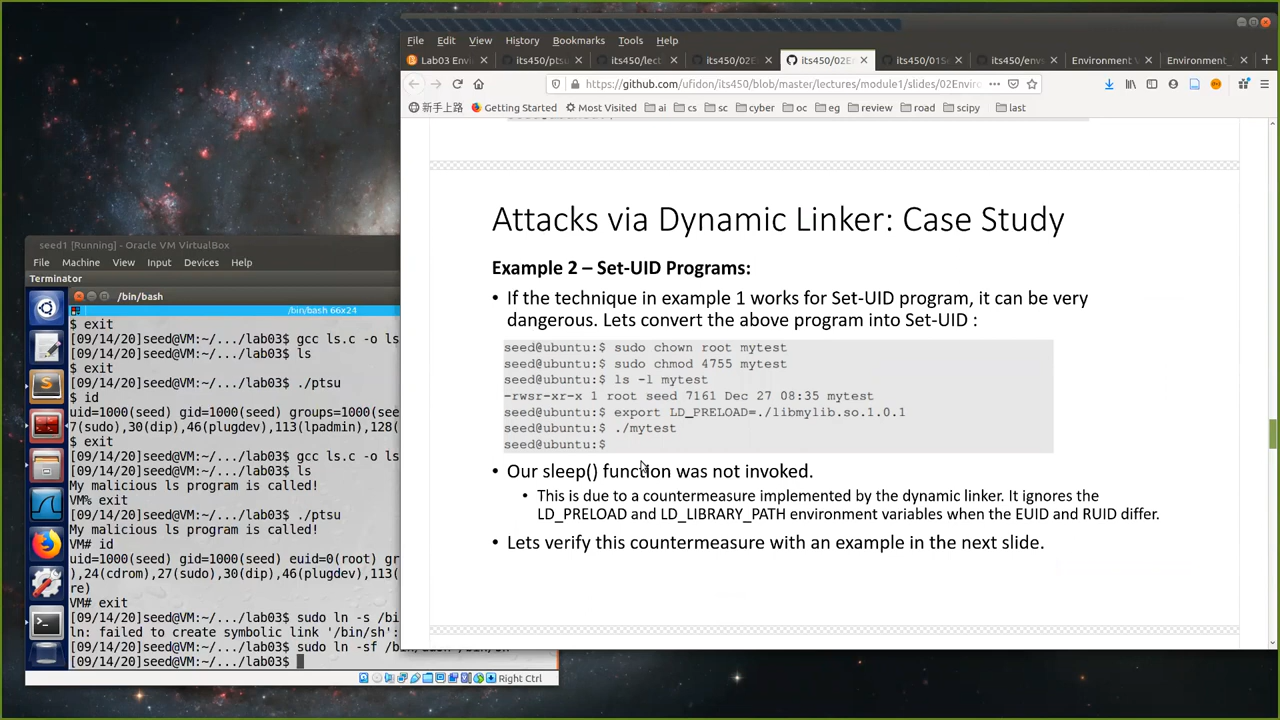 File Edit View History Bookmarks Tools Help
Lab03 Envi
its450/ptsu
its450/lect
its450/02E
its450/02E
its450/01S
its450/env
Environment V
Environment_
https://github.com/ufidon/its450/blob/master/lectures/module1/slides/02Enviro
新手上路 Getting Started Most Visited ai cs sc cyber oc eg review road scipy last
Attacks via Dynamic Linker: Case Study
Example 2 – Set-UID Programs:
• If the technique in example 1 works for Set-UID program, it can be very
dangerous. Lets convert the above program into Set-UID :
seed@ubuntu:$ sudo chown root mytest
seed@ubuntu:$ sudo chmod 4755 mytest
seed@ubuntu:$ ls -l mytest
-rwsr-xr-x 1 root seed 7161 Dec 27 08:35 mytest
seed@ubuntu:$ export LD_PRELOAD=./libmylib.so.1.0.1
seed@ubuntu:$ ./mytest
seed@ubuntu:$
• Our sleep() function was not invoked.
• This is due to a countermeasure implemented by the dynamic linker. It ignores the
LD_PRELOAD and LD_LIBRARY_PATH environment variables when the EUID and RUID differ.
• Lets verify this countermeasure with an example in the next slide.
seed1 [Running] - Oracle VM VirtualBox
File Machine View Input Devices Help
Terminator
/bin/bash
/bin/bash 66x24
$ exit
[09/14/20]seed@VM:~/.../lab03$ gcc ls.c -o ls
[09/14/20]seed@VM:~/.../lab03$ ls
$ exit
[09/14/20]seed@VM:~/.../lab03$ ./ptsu
$ id
uid=1000(seed) gid=1000(seed) groups=1000(se
7(sudo),30(dip),46(plugdev),113(lpadmin),128(
$ exit
[09/14/20]seed@VM:~/.../lab03$ gcc ls.c -o ls
[09/14/20]seed@VM:~/.../lab03$ ls
My malicious ls program is called!
VM% exit
[09/14/20]seed@VM:~/.../lab03$ ./ptsu
My malicious ls program is called!
VM# id
uid=1000(seed) gid=1000(seed) euid=0(root) gr
),24(cdrom),27(sudo),30(dip),46(plugdev),113(
re)
VM# exit
[09/14/20]seed@VM:~/.../lab03$ sudo ln -s /bi
ln: failed to create symbolic link '/bin/sh':
[09/14/20]seed@VM:~/.../lab03$ sudo ln -sf /b
[09/14/20]seed@VM:~/.../lab03$
Right Ctrl